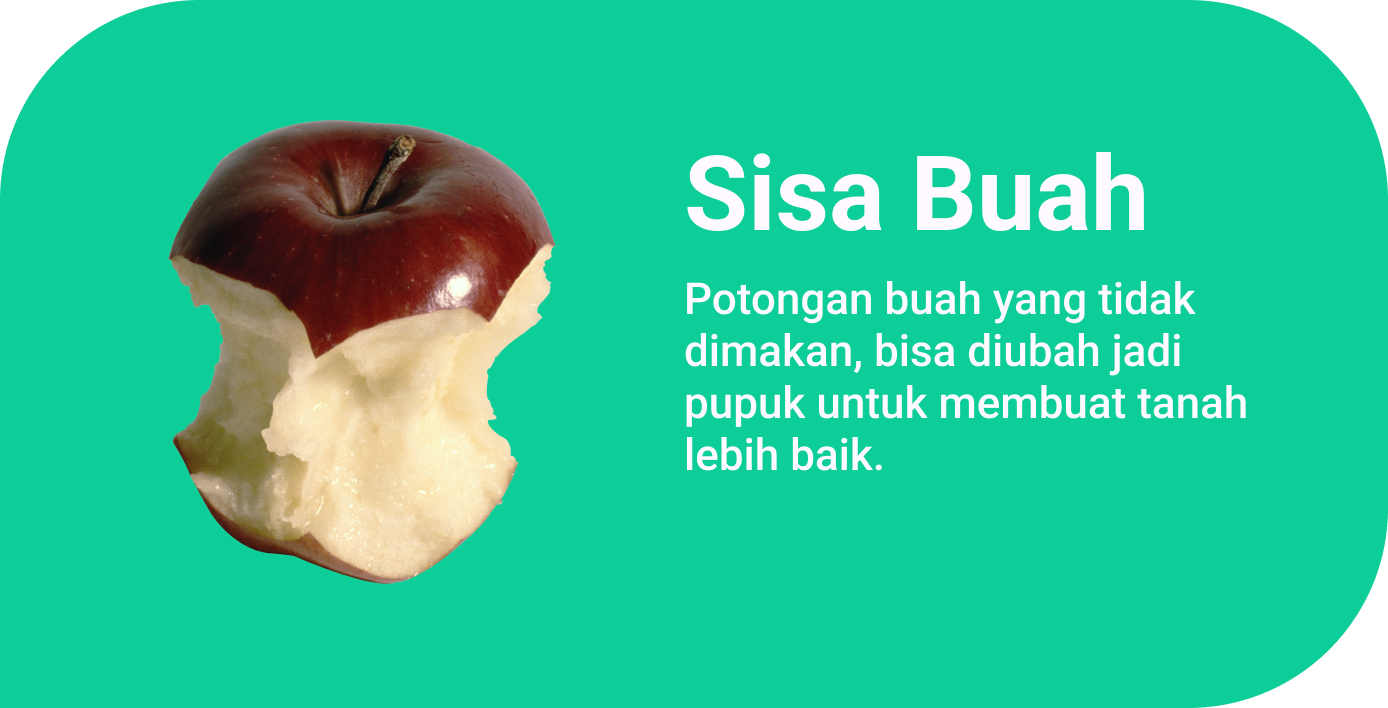 Sisa Buah
Potongan buah yang tidak
dimakan, bisa diubah jadi
pupuk untuk membuat tanah
lebih baik.